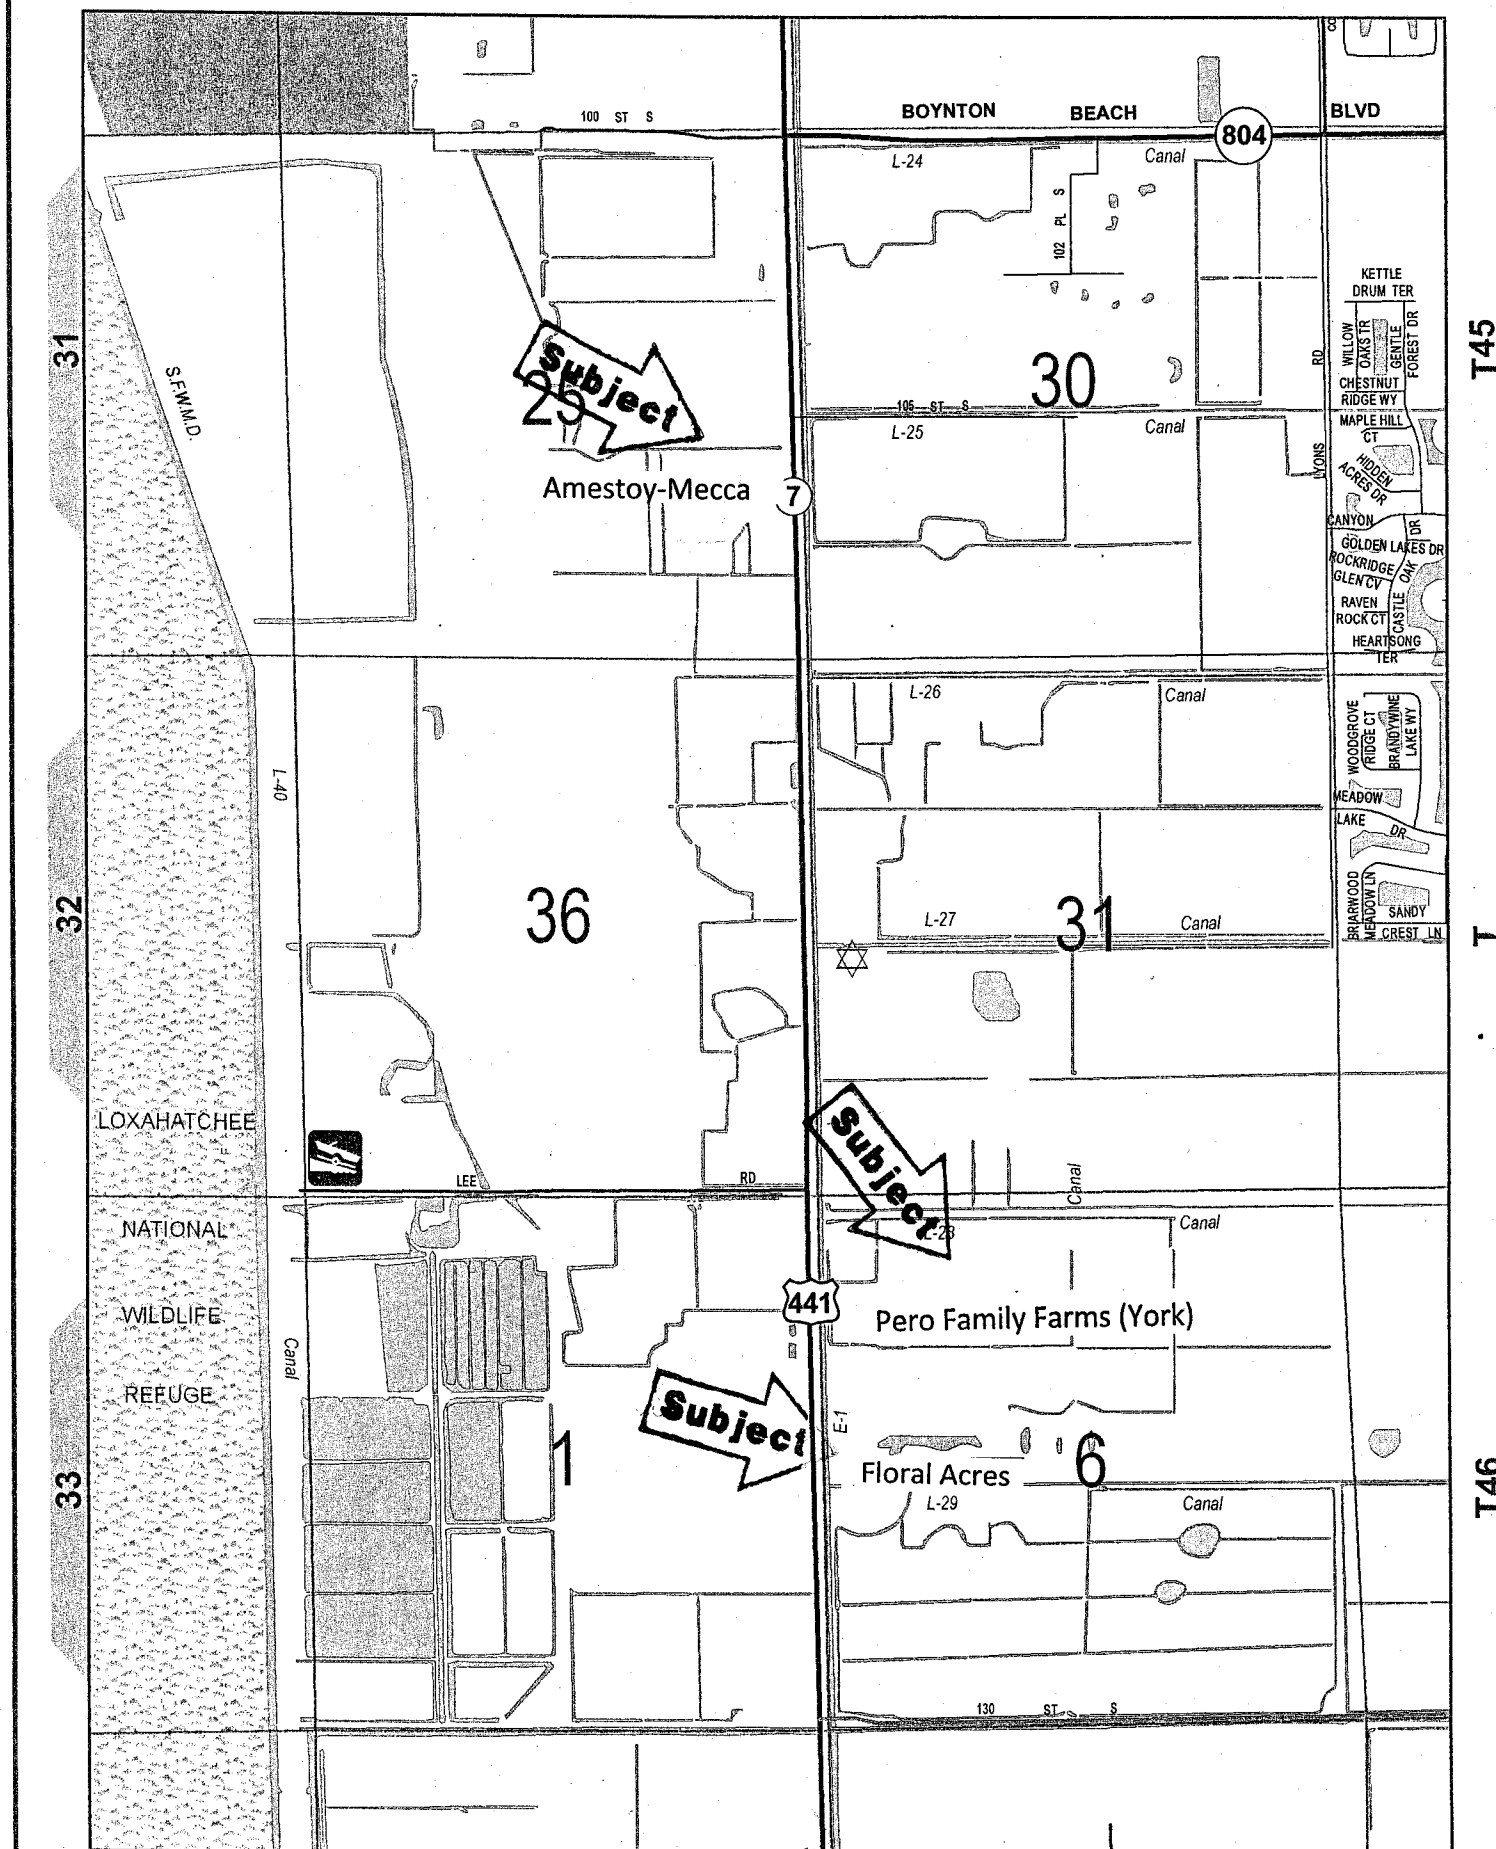 100 ST S
BOYNTON BEACH BLVD
804
L-24 Canal
102 PL S
KETTLE
DRUM TER
WILLOW
OAKS TR
GENTLE
FOREST DR
31
T45
S.F.W.M.D.
RD
Subject
25
30
CHESTNUT
RIDGE WY
105 ST S
L-25 Canal
MAPLE HILL
CT
LYONS
HIDDEN
ACRES DR
Amestoy-Mecca
7
CANYON
DR
GOLDEN LAKES DR
ROCKRIDGE
GLEN CV
CASTLE OAK
RAVEN
ROCK CT
HEARTSONG
TER
L-26 Canal
WOODGROVE
RIDGE CT
BRANDYWINE
LAKE WY
L-40
MEADOW
LAKE DR
32
36
31
T
L-27 Canal
BRIARWOOD
MEADOW LN
SANDY
CREST LN
LOXAHATCHEE
Subject
LEE RD
Canal
NATIONAL
L-28 Canal
WILDLIFE
441
Pero Family Farms (York)
Canal
REFUGE
Subject
E-1
33
1
6
T46
Floral Acres
L-29 Canal
130 ST S